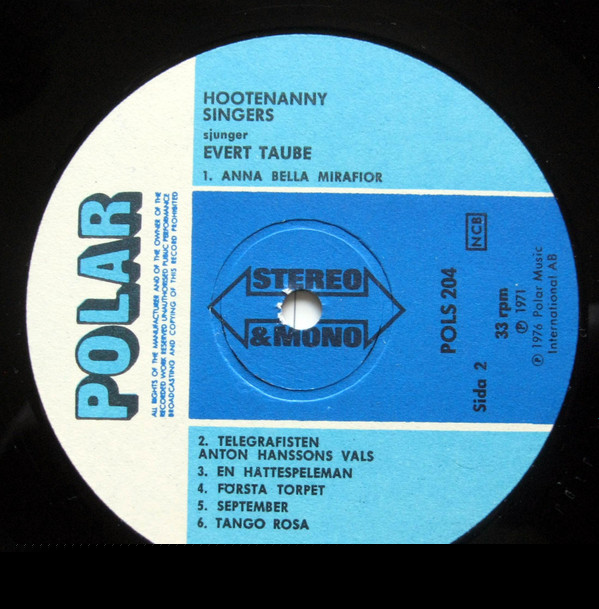 POLAR
ALL RIGHTS OF THE MANUFACTURER AND OF THE OWNER OF THE
RECORDED WORK RESERVED UNAUTHORISED PUBLIC PERFORMANCE
BROADCASTING AND COPYING OF THIS RECORD PROHIBITED
HOOTENANNY
SINGERS
sjunger
EVERT TAUBE
1. ANNA BELLA MIRAFIOR
STEREO
& MONO
POLS 204
NCB
Sida 2
33 rpm
Ⓟ 1971
Ⓟ 1976 Polar Music
International AB
2. TELEGRAFISTEN
ANTON HANSSONS VALS
3. EN HATTESPELEMAN
4. FÖRSTA TORPET
5. SEPTEMBER
6. TANGO ROSA